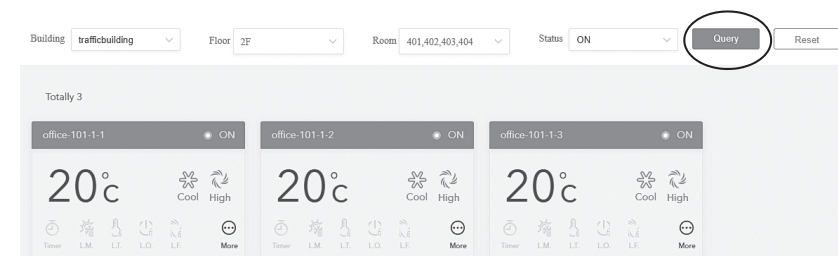 Building trafficbuilding Floor 2F Room 401,402,403,404 Status ON Query Reset
Totally 3
office-101-1-1 ON office-101-1-2 ON office-101-1-3 ON
20°c Cool High 20°c Cool High 20°c Cool High
Timer L.M. L.T. L.O. L.F. More Timer L.M. L.T. L.O. L.F. More Timer L.M. L.T. L.O. L.F. More